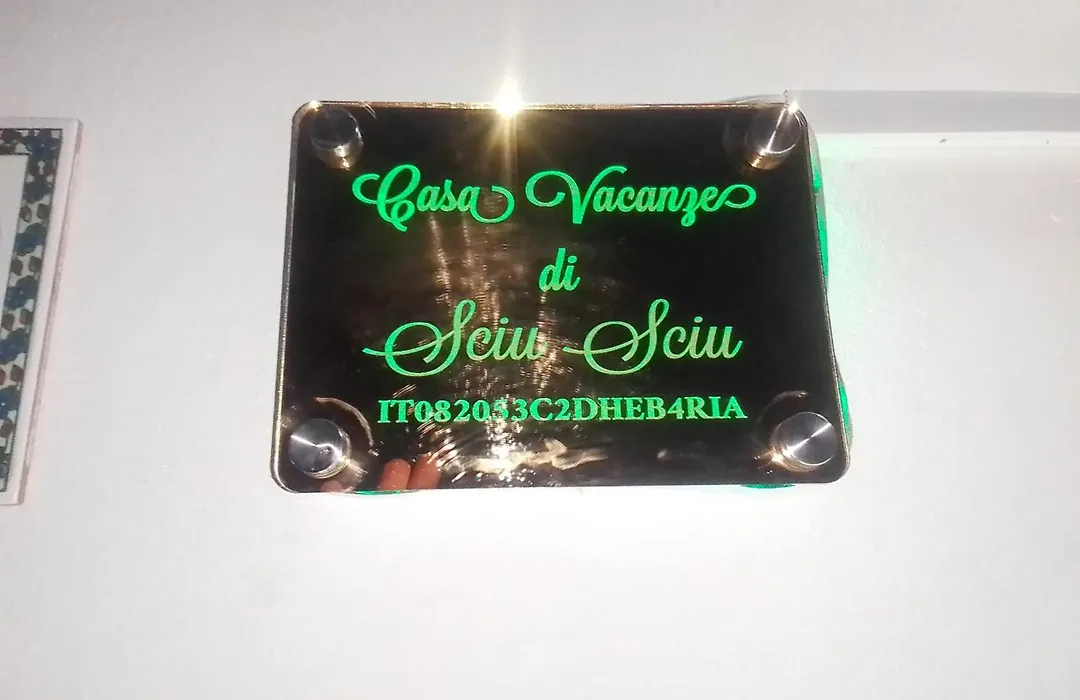 Casa Vacanze
di
Sciu Sciu
IT082053C2DHEB4RIA